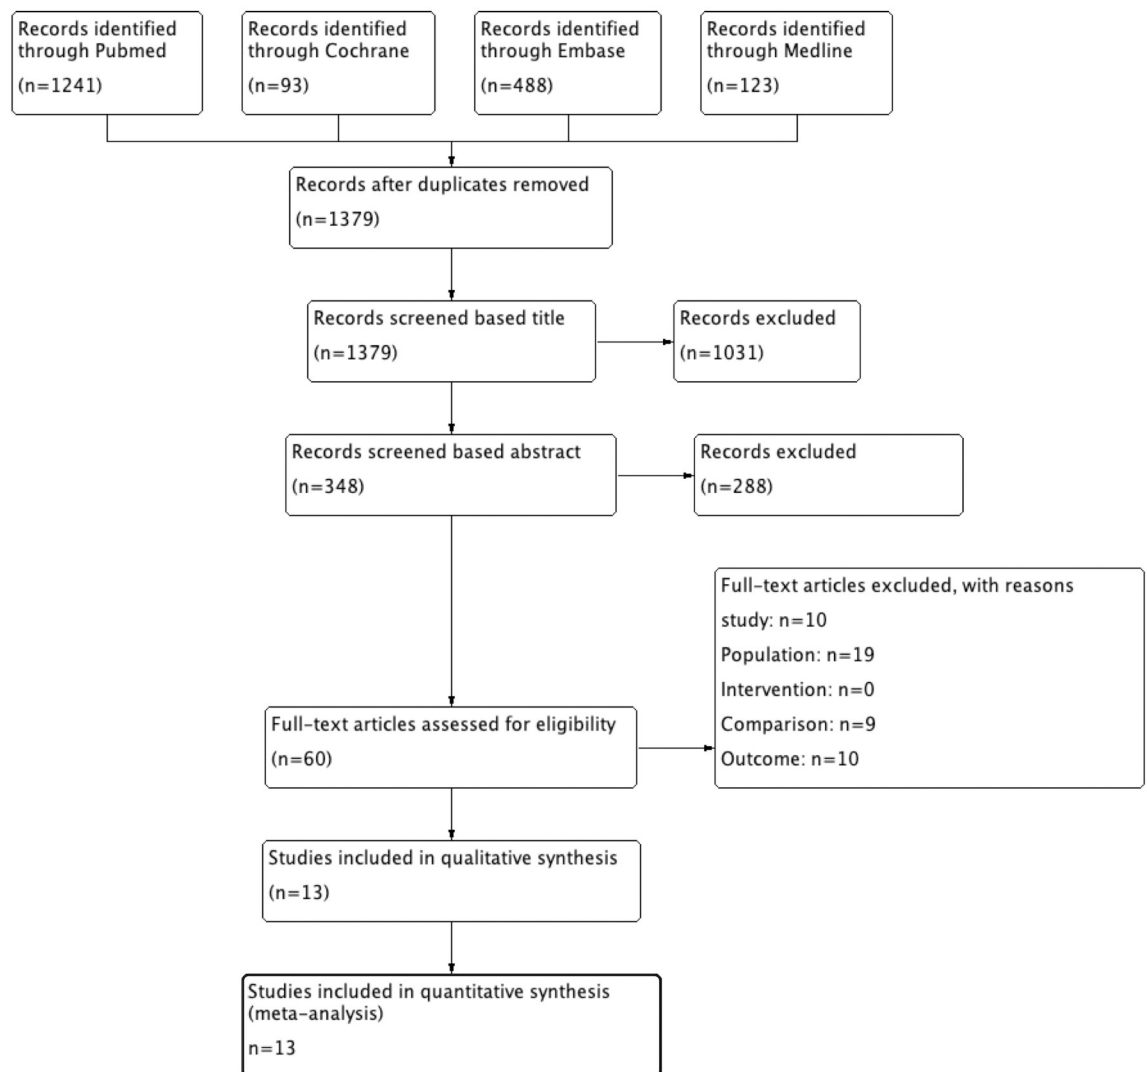 Records identified
through Pubmed
(n=1241)
Records identified
through Cochrane
(n=93)
Records identified
through Embase
(n=488)
Records identified
through Medline
(n=123)
Records after duplicates removed
(n=1379)
Records screened based title
(n=1379)
Records excluded
(n=1031)
Records screened based abstract
(n=348)
Records excluded
(n=288)
Full-text articles excluded, with reasons
study: n=10
Population: n=19
Intervention: n=0
Comparison: n=9
Outcome: n=10
Full-text articles assessed for eligibility
(n=60)
Studies included in qualitative synthesis
(n=13)
Studies included in quantitative synthesis
(meta-analysis)
n=13